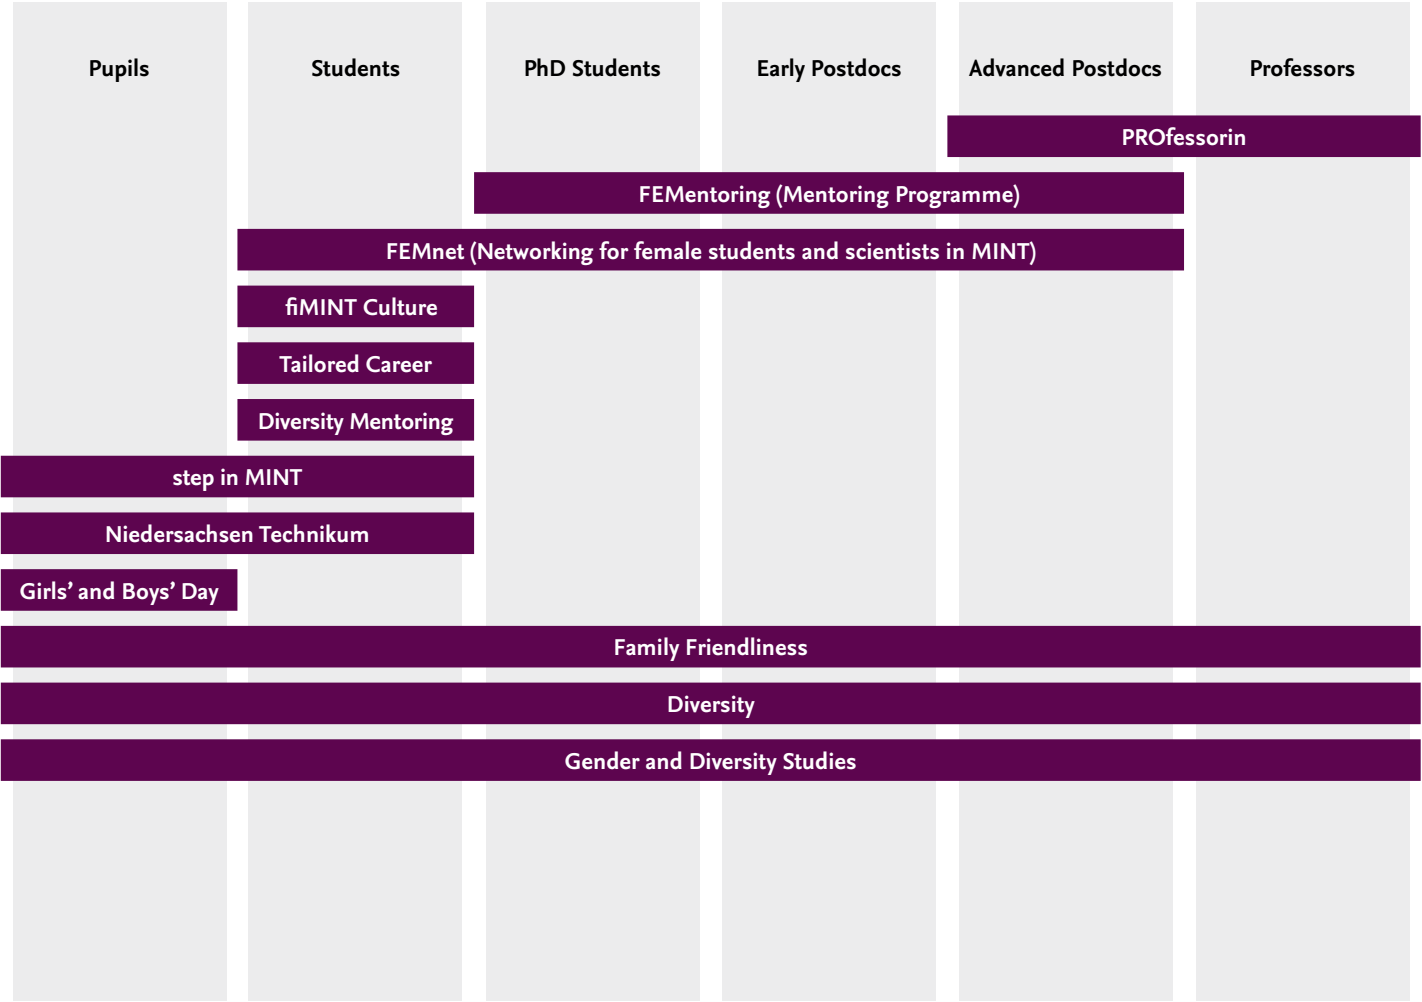 Pupils
Students
PhD Students
Early Postdocs
Advanced Postdocs
Professors
PROfessorin
FEMentoring (Mentoring Programme)
FEMnet (Networking for female students and scientists in MINT)
fiMINT Culture
Tailored Career
Diversity Mentoring
step in MINT
Niedersachsen Technikum
Girls’ and Boys’ Day
Family Friendliness
Diversity
Gender and Diversity Studies